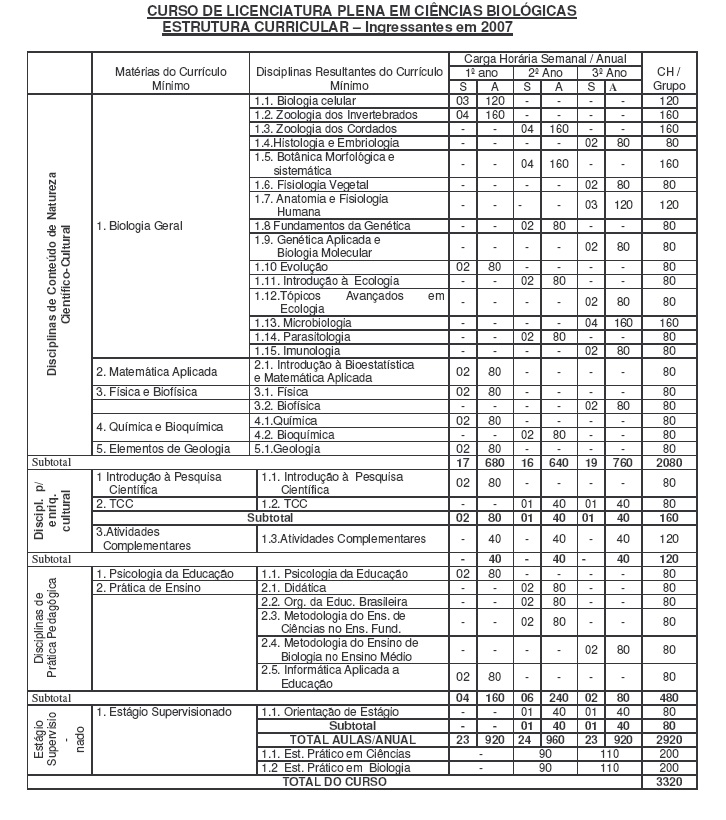 CURSO DE LICENCIATURA PLENA EM CIÊNCIAS BIOLÓGICAS
ESTRUTURA CURRICULAR – Ingressantes em 2007
Matérias do Currículo Mínimo | Disciplinas Resultantes do Currículo Mínimo | Carga Horária Semanal / Anual | CH / Grupo
1º ano | 2º Ano | 3º Ano
S A S A S A
Disciplinas de Conteúdo de Natureza Científico-Cultural
1. Biologia Geral
1.1. Biologia celular 03 120 - - - - 120
1.2. Zoologia dos Invertebrados 04 160 - - - - 160
1.3. Zoologia dos Cordados - - 04 160 - - 160
1.4.Histologia e Embriologia - - - - 02 80 80
1.5. Botânica Morfológica e sistemática - - 04 160 - - 160
1.6. Fisiologia Vegetal - - - - 02 80 80
1.7. Anatomia e Fisiologia Humana - - - - 03 120 120
1.8 Fundamentos da Genética - - 02 80 - - 80
1.9. Genética Aplicada e Biologia Molecular - - - - 02 80 80
1.10 Evolução 02 80 - - - - 80
1.11. Introdução à Ecologia - - 02 80 - - 80
1.12.Tópicos Avançados em Ecologia - - - - 02 80 80
1.13. Microbiologia - - - - 04 160 160
1.14. Parasitologia - - 02 80 - - 80
1.15. Imunologia - - - - 02 80 80
2. Matemática Aplicada 2.1. Introdução à Bioestatística e Matemática Aplicada 02 80 - - - - 80
3. Física e Biofísica 3.1. Física 02 80 - - - - 80
3.2. Biofísica - - - - 02 80 80
4. Química e Bioquímica 4.1.Química 02 80 - - - - 80
4.2. Bioquímica - - 02 80 - - 80
5. Elementos de Geologia 5.1.Geologia 02 80 - - - - 80
Subtotal 17 680 16 640 19 760 2080
Discipl. p/ enriq. cultural
1 Introdução à Pesquisa Científica 1.1. Introdução à Pesquisa Científica 02 80 - - - - 80
2. TCC 1.2. TCC - - 01 40 01 40 80
Subtotal 02 80 01 40 01 40 160
3.Atividades Complementares 1.3.Atividades Complementares - 40 - 40 - 40 120
Subtotal - 40 - 40 - 40 120
Disciplinas de Prática Pedagógica
1. Psicologia da Educação 1.1. Psicologia da Educação 02 80 - - - - 80
2. Prática de Ensino 2.1. Didática - - 02 80 - - 80
2.2. Org. da Educ. Brasileira - - 02 80 - - 80
2.3. Metodologia do Ens. de Ciências no Ens. Fund. - - 02 80 - - 80
2.4. Metodologia do Ensino de Biologia no Ensino Médio - - - - 02 80 80
2.5. Informática Aplicada a Educação 02 80 - - - - 80
Subtotal 04 160 06 240 02 80 480
Estágio Supervisio - nado
1. Estágio Supervisionado 1.1. Orientação de Estágio - - 01 40 01 40 80
Subtotal - - 01 40 01 40 80
TOTAL AULAS/ANUAL 23 920 24 960 23 920 2920
1.1. Est. Prático em Ciências - 90 110 200
1.2 Est. Prático em Biologia - 90 110 200
TOTAL DO CURSO 3320